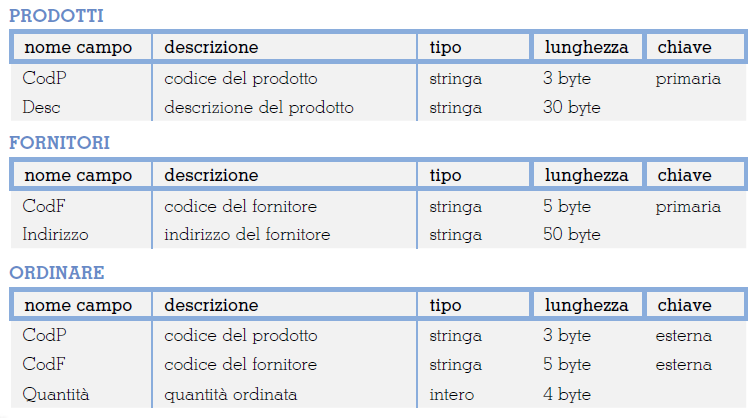 PRODOTTI
nome campo descrizione tipo lunghezza chiave
CodP codice del prodotto stringa 3 byte primaria
Desc descrizione del prodotto stringa 30 byte
FORNITORI
nome campo descrizione tipo lunghezza chiave
CodF codice del fornitore stringa 5 byte primaria
Indirizzo indirizzo del fornitore stringa 50 byte
ORDINARE
nome campo descrizione tipo lunghezza chiave
CodP codice del prodotto stringa 3 byte esterna
CodF codice del fornitore stringa 5 byte esterna
Quantità quantità ordinata intero 4 byte